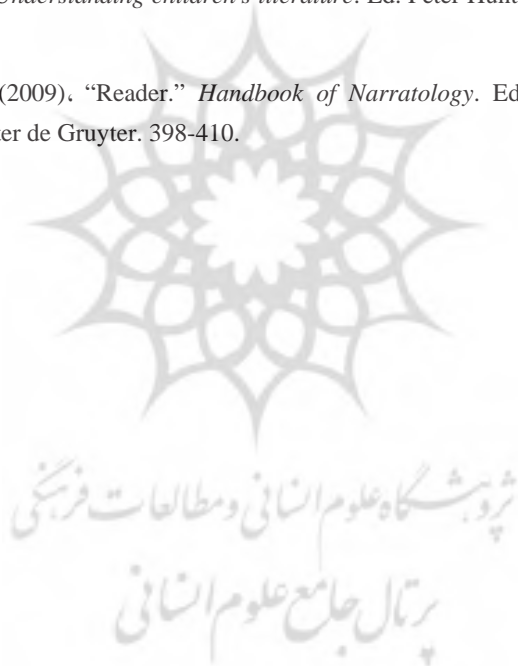 Understanding children's literature. Ed. Peter Hunt
(2009)، “Reader.” Handbook of Narratology. Ed
ter de Gruyter. 398-410.
پژوهشگاه علوم انسانی و مطالعات فرهنگی
پرتال جامع علوم انسانی